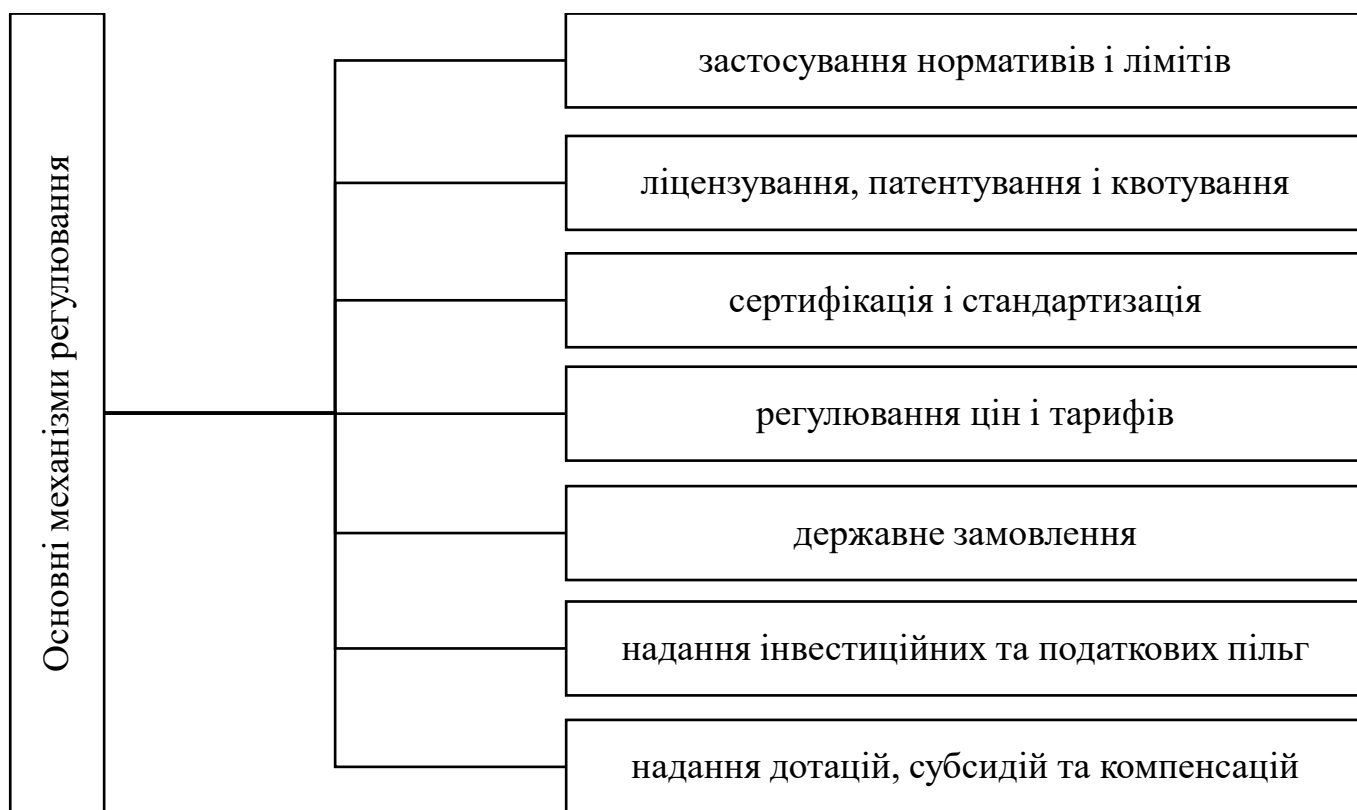 Основні механізми регулювання
застосування нормативів і лімітів
ліцензування, патентування і квотування
сертифікація і стандартизація
регулювання цін і тарифів
державне замовлення
надання інвестиційних та податкових пільг
надання дотацій, субсидій та компенсацій